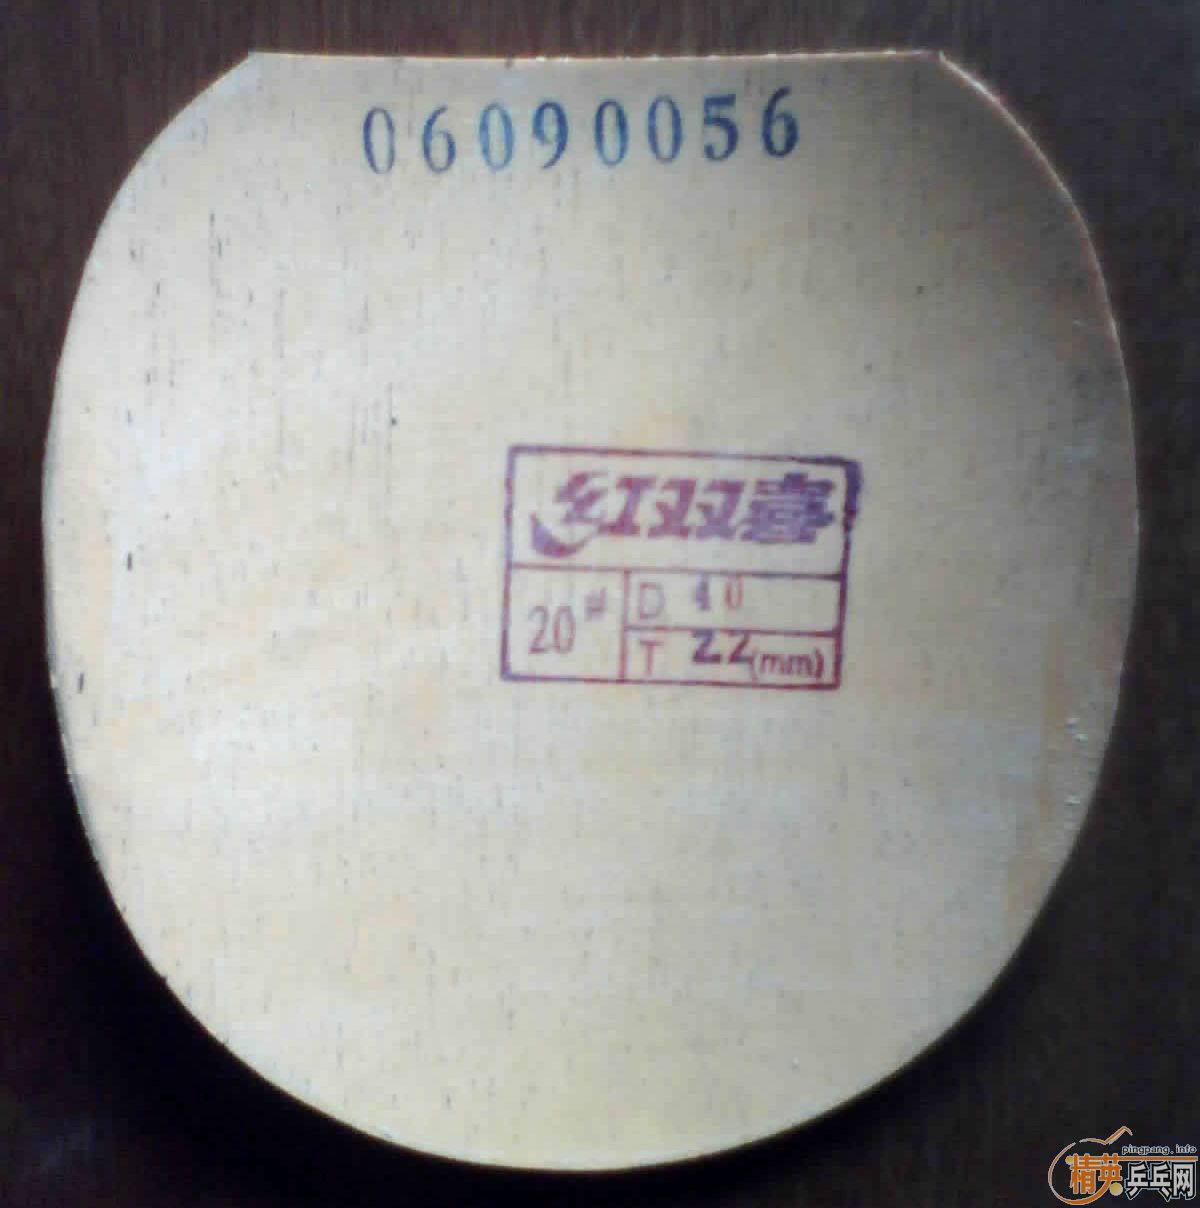 06090056
红双喜
20# D 40
T 22(mm)
pingpang.info
精英乒乓网